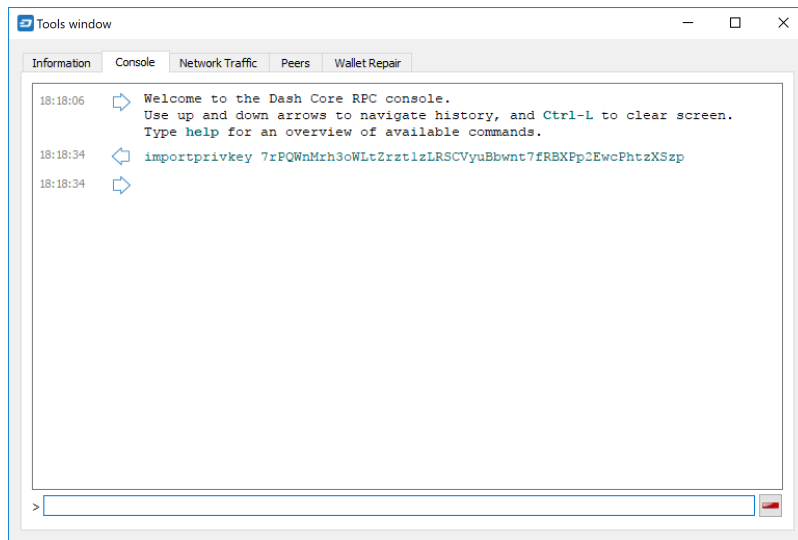 Tools window
Information Console Network Traffic Peers Wallet Repair
18:18:06 Welcome to the Dash Core RPC console.
Use up and down arrows to navigate history, and Ctrl-L to clear screen.
Type help for an overview of available commands.
18:18:34 importprivkey 7rPQWnMrh3oWLtZrzt1zLRSCVyuBbwnt7fRBXPp2EwcPhtzXSzp
18:18:34
>